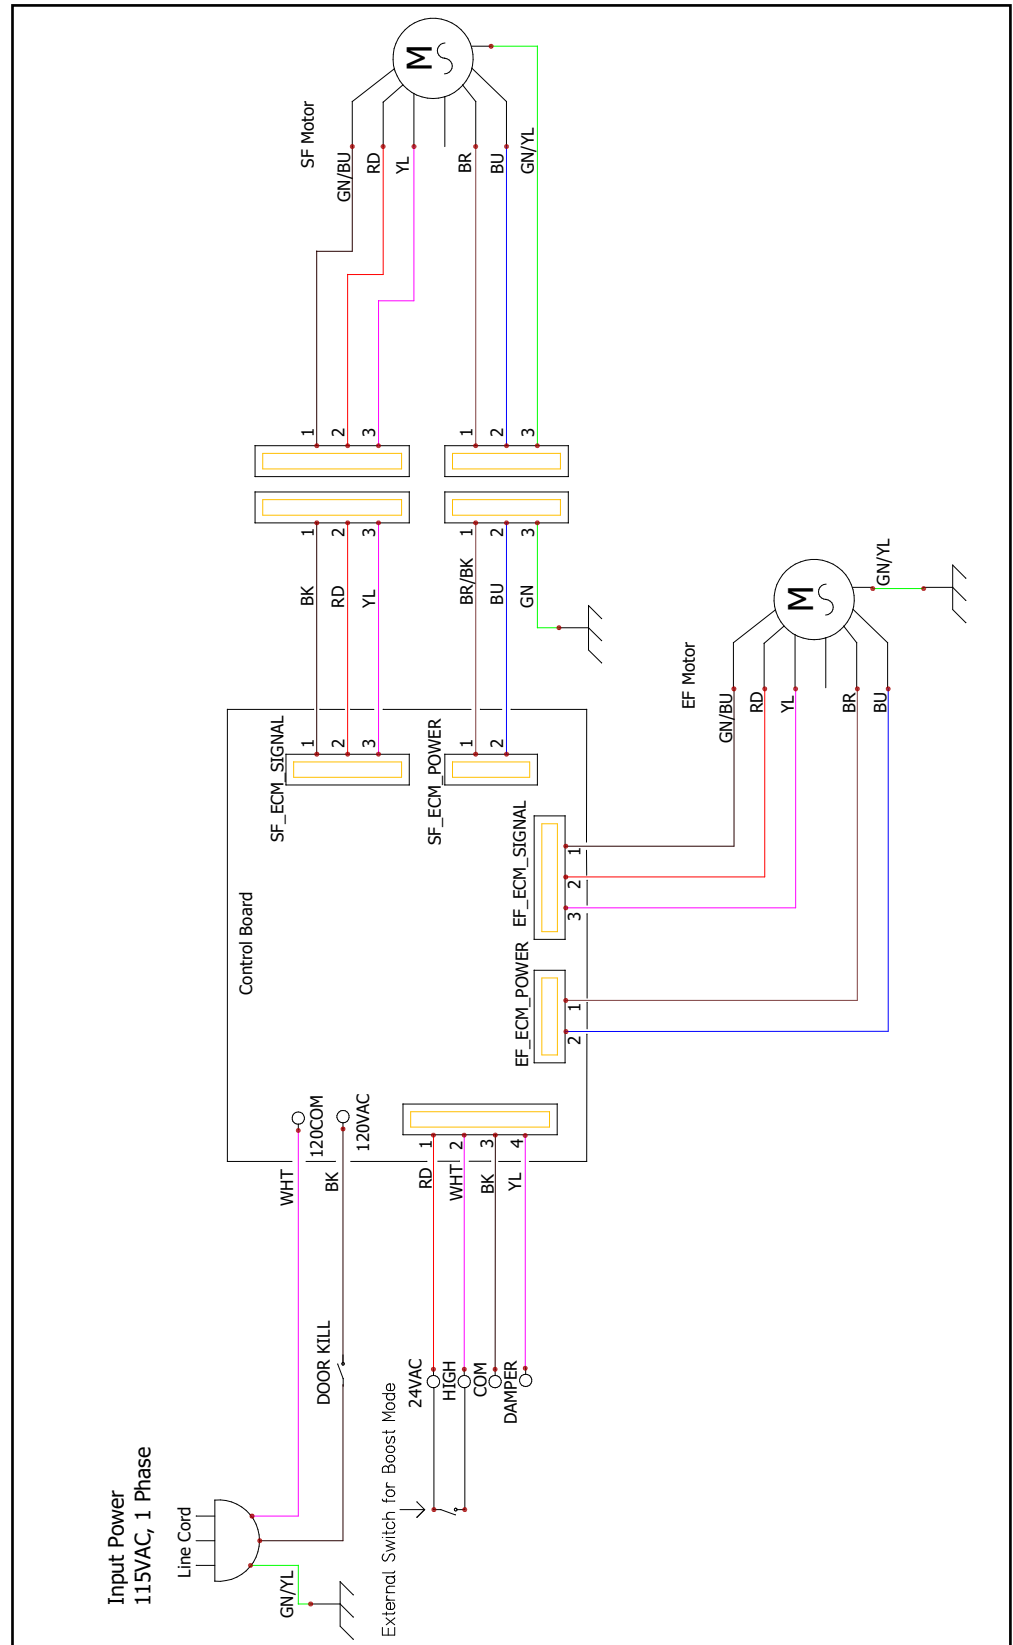 Input Power
115VAC, 1 Phase
Line Cord
GN/YL
External Switch for Boost Mode
DOOR KILL
24VAC
HIGH
COM
DAMPER
WHT
BK
RD
WHT
BK
YL
120COM
120VAC
1
2
3
4
Control Board
EF_ECM_POWER
1
2
EF_ECM_SIGNAL
1
2
3
SF_ECM_SIGNAL
1
2
3
SF_ECM_POWER
1
2
BK
RD
YL
BR/BK
BU
GN
1
2
3
1
2
3
1
2
3
1
2
3
EF Motor
GN/BU
RD
YL
BR
BU
GN/YL
M
SF Motor
GN/BU
RD
YL
BR
BU
GN/YL
M